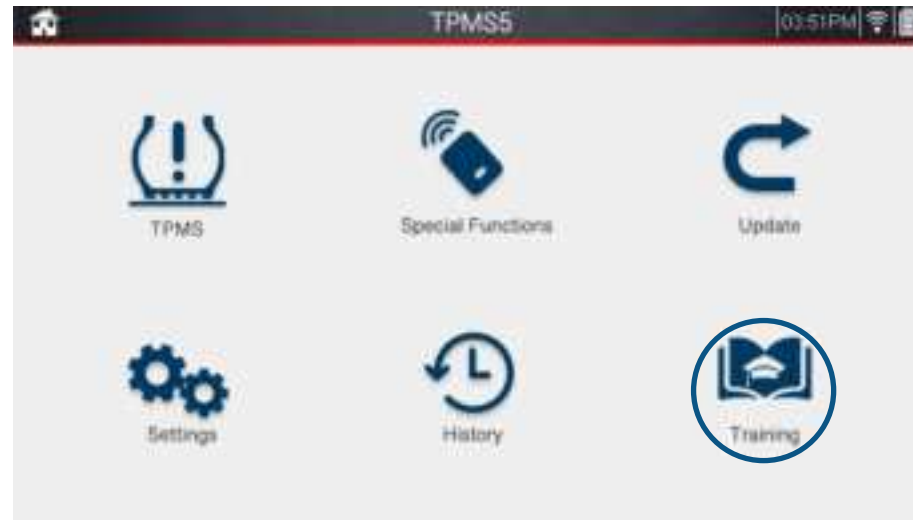 TPMS5 03:51PM
TPMS Special Functions Update
Settings History Training